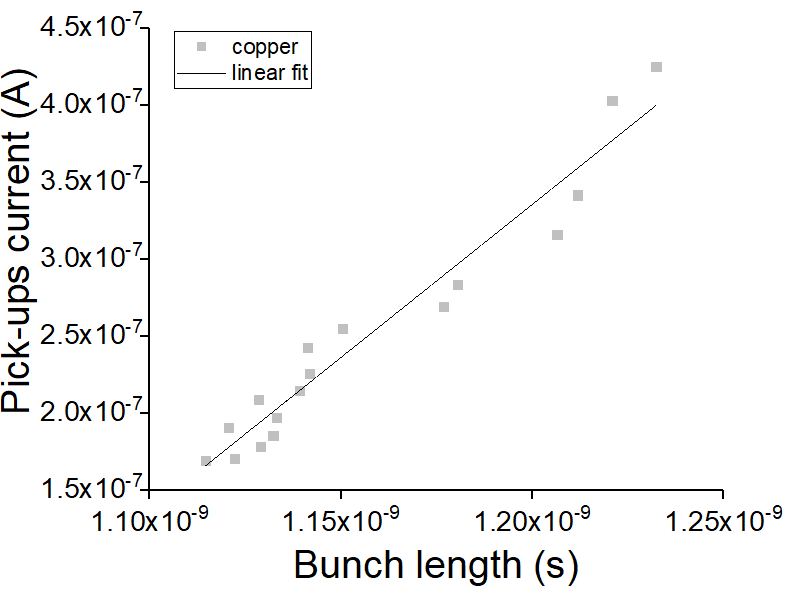 4.5x10⁻⁷
4.0x10⁻⁷
3.5x10⁻⁷
3.0x10⁻⁷
2.5x10⁻⁷
2.0x10⁻⁷
1.5x10⁻⁷
Pick-ups current (A)
copper
linear fit
1.10x10⁻⁹ 1.15x10⁻⁹ 1.20x10⁻⁹ 1.25x10⁻⁹
Bunch length (s)